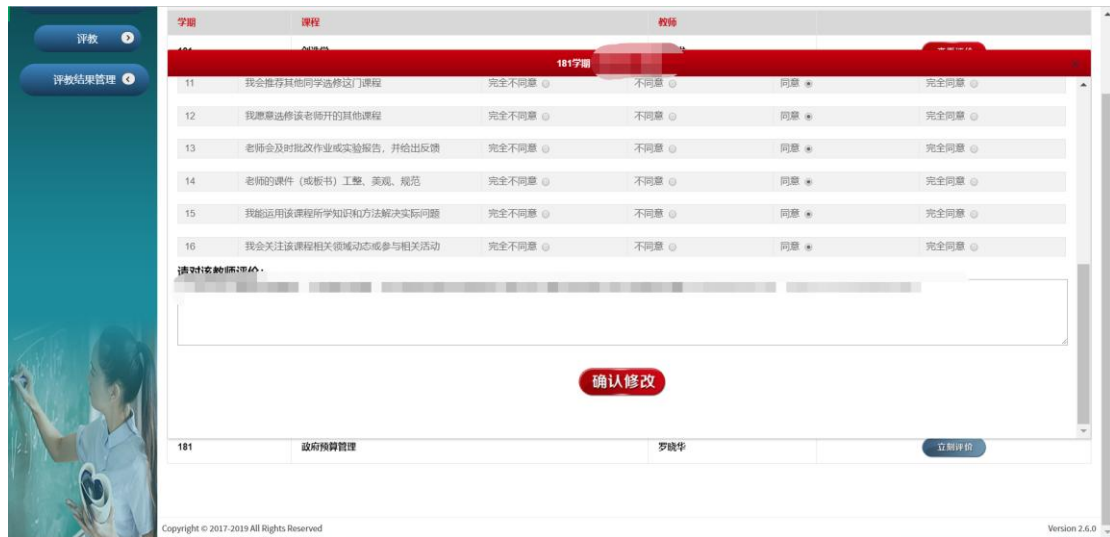 评教
评教结果管理
学期 课程 教师
181学期
11 我会推荐其他同学选修这门课程 完全不同意 不同意 同意 完全同意
12 我愿意选修该老师开的其他课程 完全不同意 不同意 同意 完全同意
13 老师会及时批改作业或实验报告，并给出反馈 完全不同意 不同意 同意 完全同意
14 老师的课件（或板书）工整、美观、规范 完全不同意 不同意 同意 完全同意
15 我能运用该课程所学知识和方法解决实际问题 完全不同意 不同意 同意 完全同意
16 我会关注该课程相关领域动态或参与相关活动 完全不同意 不同意 同意 完全同意
请对该教师评价：
确认修改
181 政府预算管理 罗晓华 立刻评价
Copyright © 2017-2019 All Rights Reserved Version 2.6.0